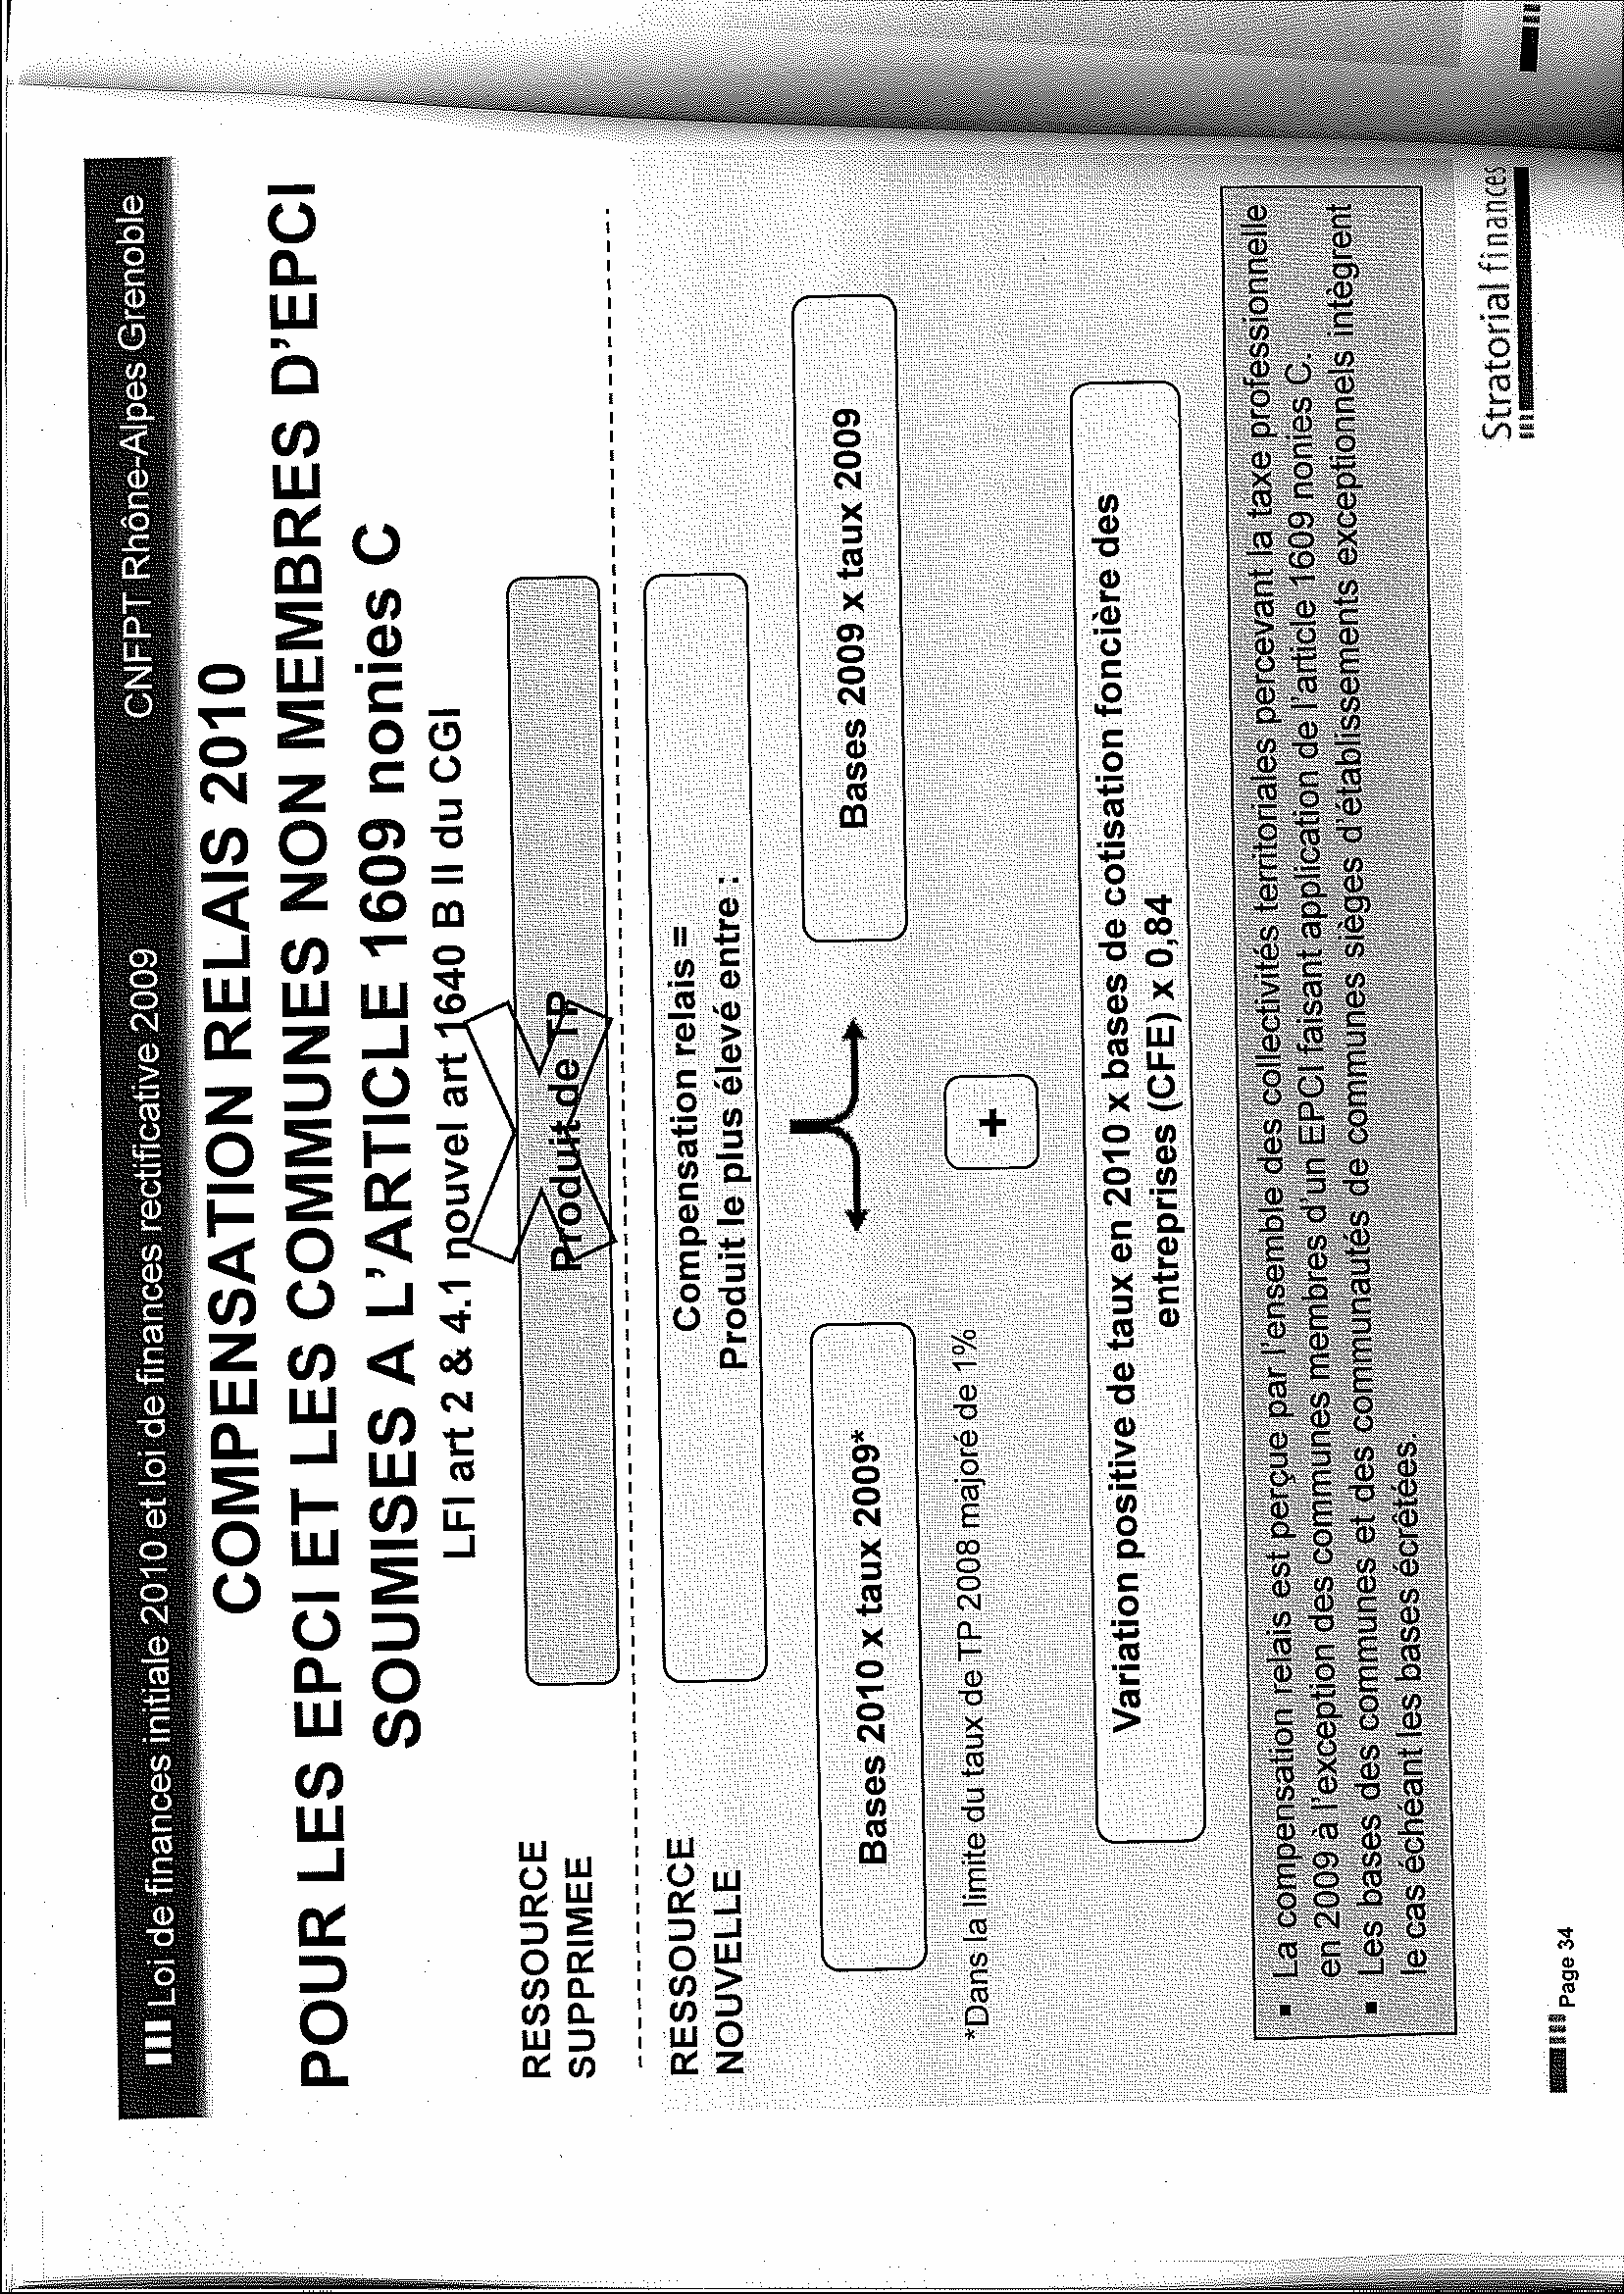 Loi de finances initiale 2010 et loi de finances rectificative 2009 CNFPT Rhône-Alpes Grenoble
COMPENSATION RELAIS 2010
POUR LES EPCI ET LES COMMUNES NON MEMBRES D'EPCI
SOUMISES A L'ARTICLE 1609 nonies C
LFI art 2 & 4.1 nouvel art 1640 B II du CGI
RESSOURCE
SUPPRIMEE
Produit de TP
RESSOURCE
NOUVELLE
Compensation relais =
Produit le plus élevé entre :
Bases 2010 x taux 2009*
Bases 2009 x taux 2009
*Dans la limite du taux de TP 2008 majoré de 1%
+
Variation positive de taux en 2010 x bases de cotisation foncière des
entreprises (CFE) x 0,84
▪ La compensation relais est perçue par l'ensemble des collectivités territoriales percevant la taxe professionnelle
en 2009 à l'exception des communes membres d'un EPCI faisant application de l'article 1609 nonies C.
▪ Les bases des communes et des communautés de communes sièges d'établissements exceptionnels intègrent
le cas échéant les bases écrêtées.
Page 34
Stratorial finances